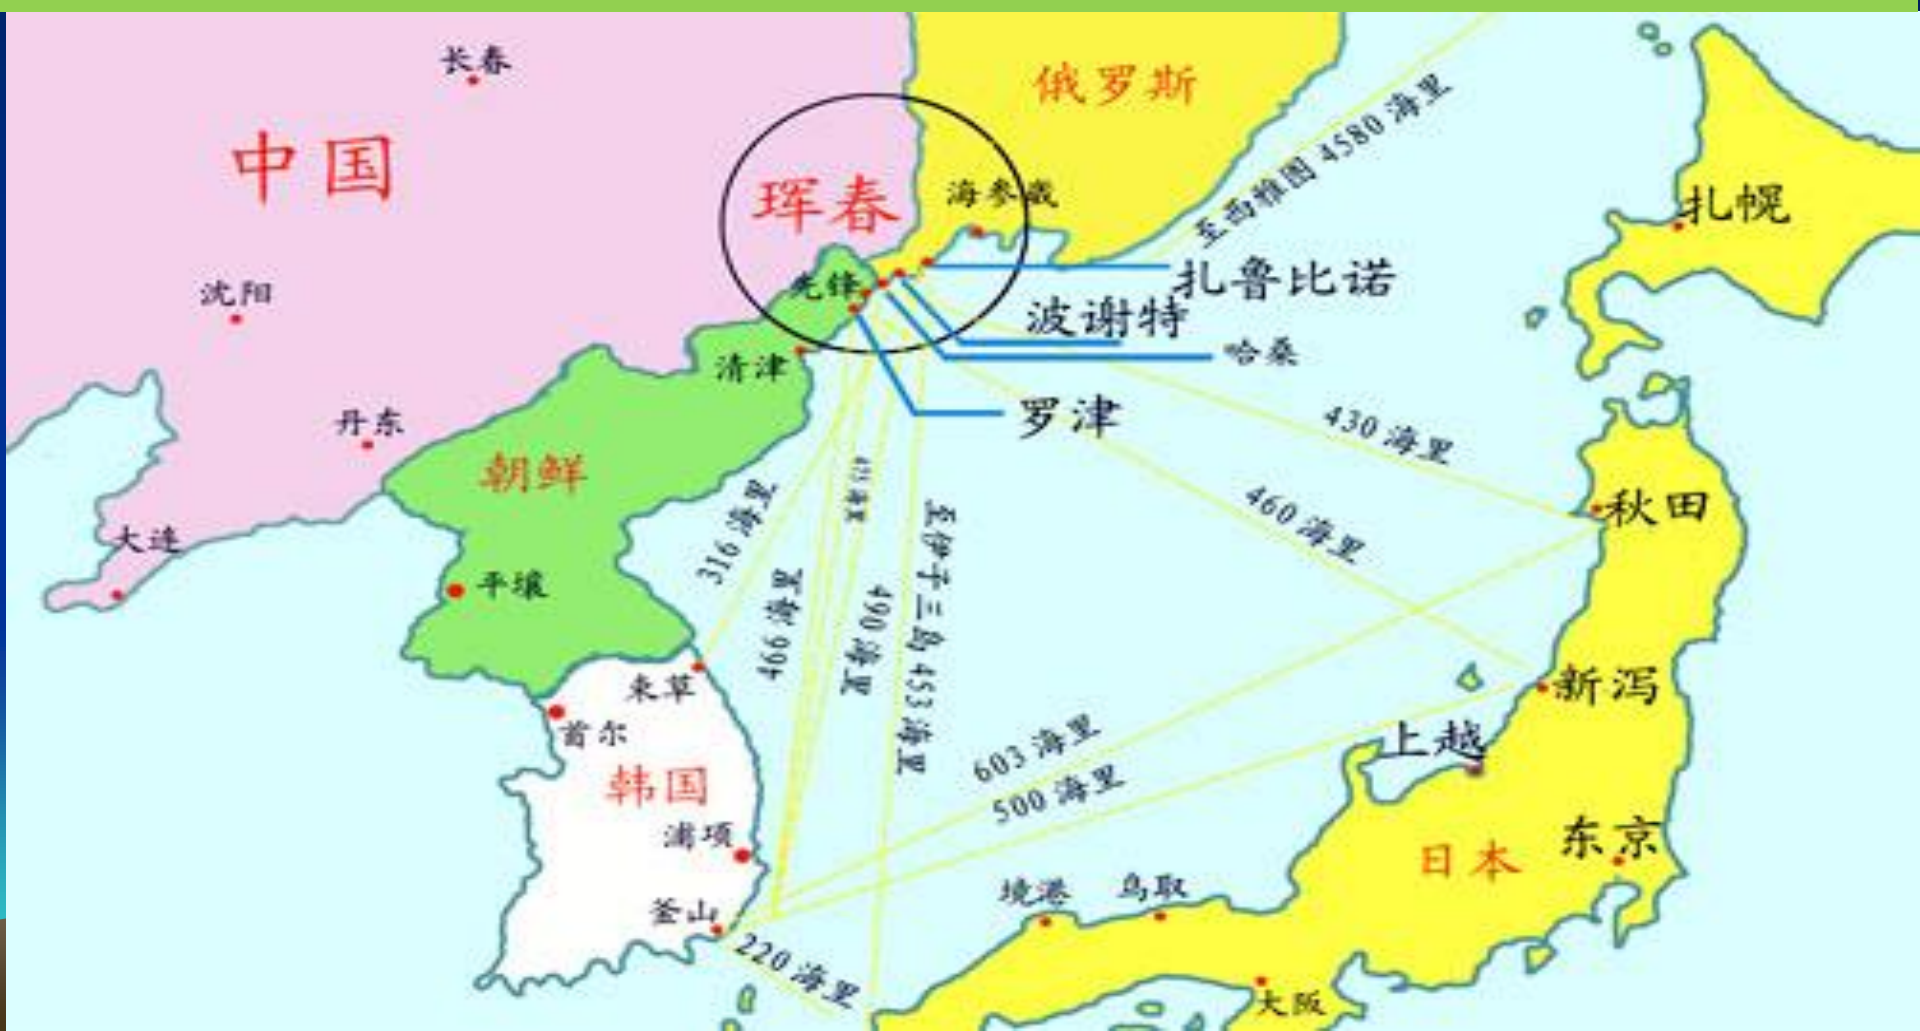 长春
中国
俄罗斯
至西雅图 4580 海里
珲春
海参崴
扎幌
沈阳
先锋
扎鲁比诺
波谢特
哈桑
清津
罗津
丹东
朝鲜
430 海里
460 海里
秋田
大连
平壤
316 海里
466 海里
490 海里
至伊予三岛 453 海里
束草
新泻
首尔
上越
603 海里
500 海里
韩国
浦项
日本
东京
境港
鸟取
釜山
220 海里
大阪